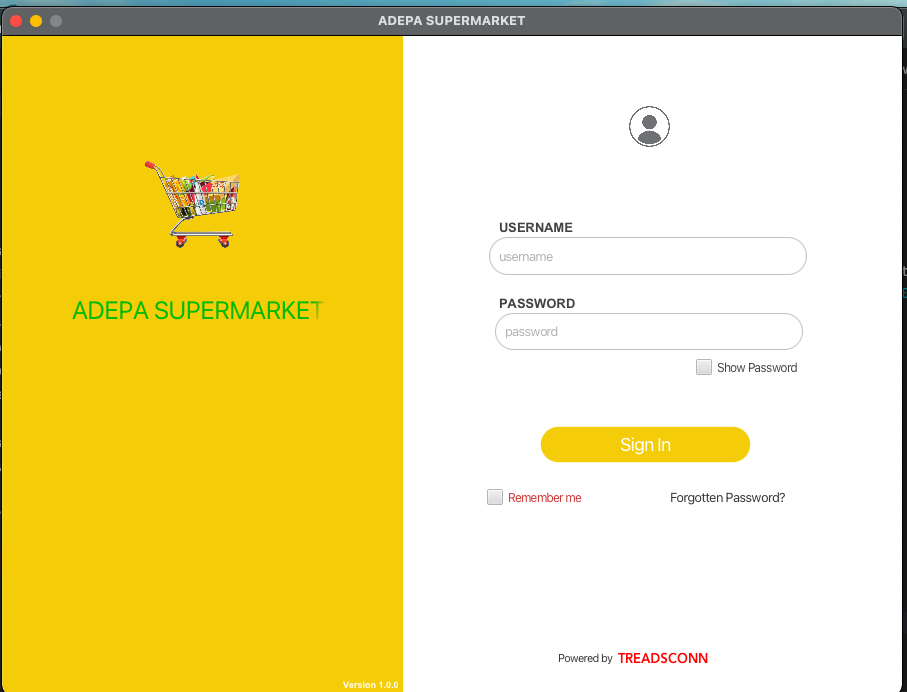 ADEPA SUPERMARKET
ADEPA SUPERMARKET
Version 1.0.0
USERNAME
username
PASSWORD
password
Show Password
Sign In
Remember me
Forgotten Password?
Powered by TREADSCONN